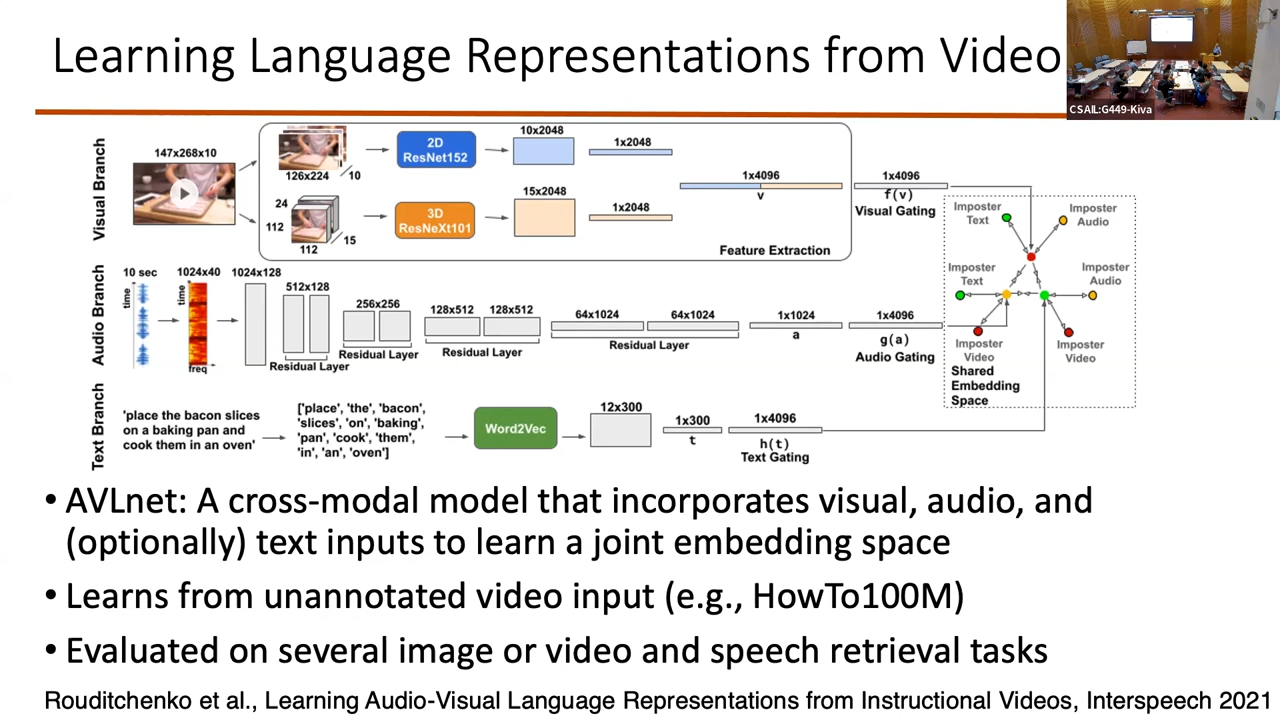 Learning Language Representations from Video
CSAIL:G449-Kiva
Visual Branch
147x268x10
126x224
10
2D
ResNet152
10x2048
1x2048
24
112
112
15
3D
ResNeXt101
15x2048
1x2048
1x4096
v
Feature Extraction
1x4096
f(v)
Visual Gating
Audio Branch
10 sec
time
1024x40
time
freq
1024x128
512x128
Residual Layer
256x256
Residual Layer
128x512
128x512
Residual Layer
64x1024
64x1024
Residual Layer
1x1024
a
1x4096
g(a)
Audio Gating
Text Branch
'place the bacon slices
on a baking pan and
cook them in an oven'
['place', 'the', 'bacon',
'slices', 'on', 'baking',
'pan', 'cook', 'them',
'in', 'an', 'oven']
Word2Vec
12x300
1x300
t
1x4096
h(t)
Text Gating
Imposter
Text
Imposter
Audio
Imposter
Text
Imposter
Audio
Imposter
Video
Imposter
Video
Shared
Embedding
Space
• AVLnet: A cross-modal model that incorporates visual, audio, and
(optionally) text inputs to learn a joint embedding space
• Learns from unannotated video input (e.g., HowTo100M)
• Evaluated on several image or video and speech retrieval tasks
Rouditchenko et al., Learning Audio-Visual Language Representations from Instructional Videos, Interspeech 2021